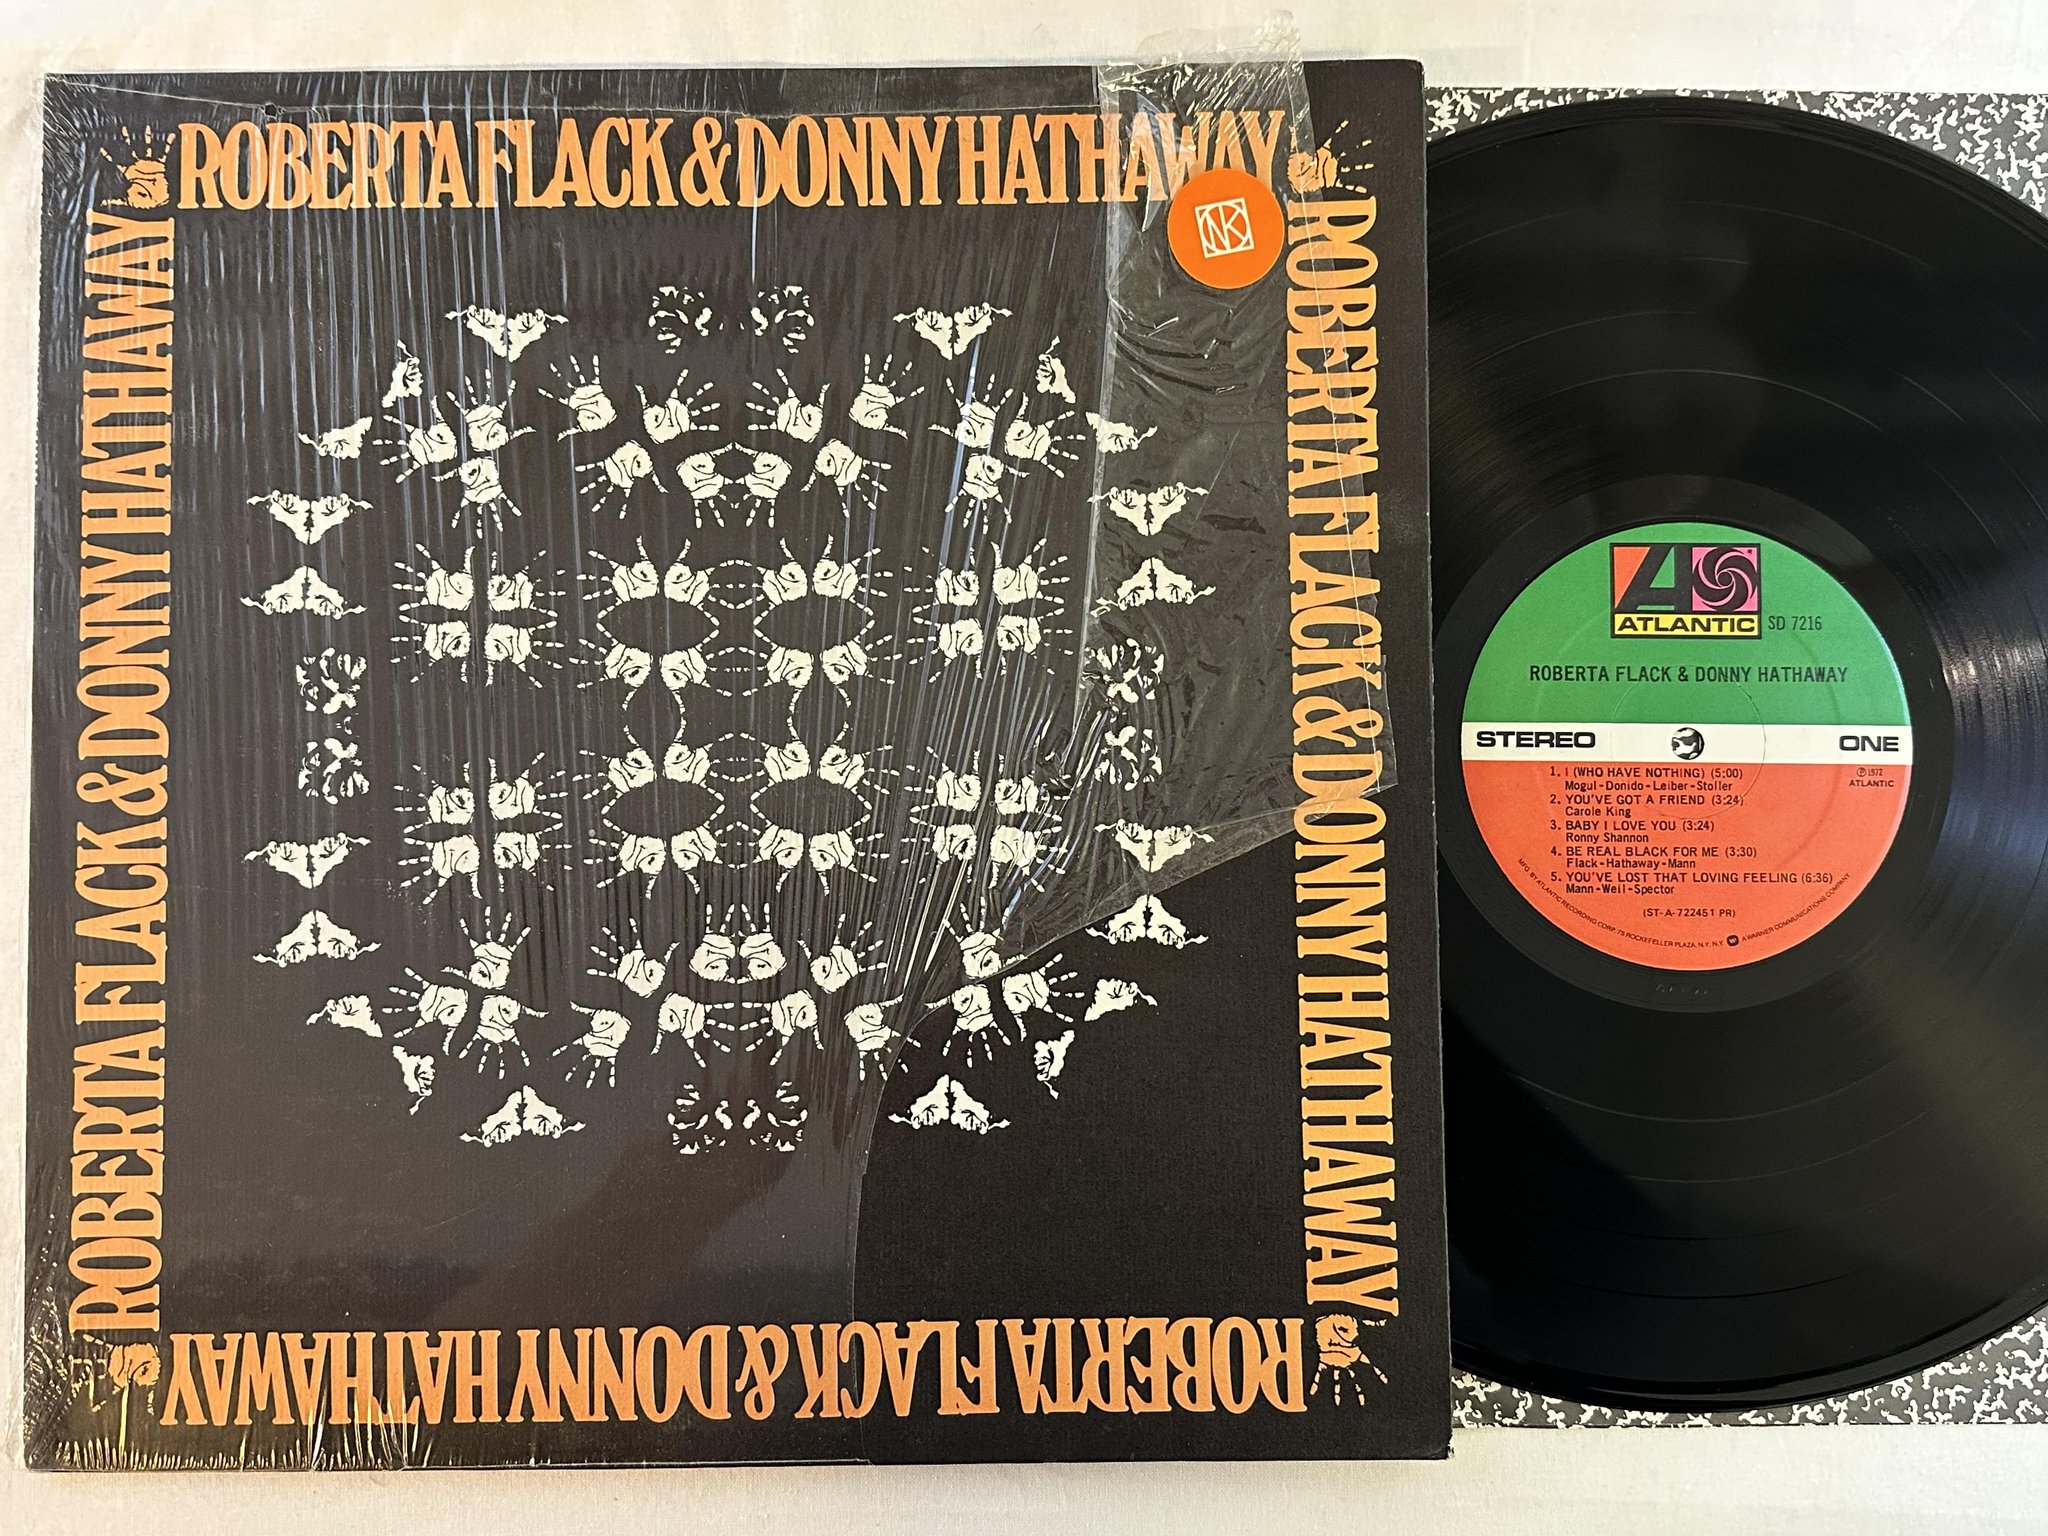 ROBERTA FLACK & DONNY HATHAWAY
ROBERTA FLACK & DONNY HATHAWAY
ROBERTA FLACK & DONNY HATHAWAY
ROBERTA FLACK & DONNY HATHAWAY
NK
A
ATLANTIC
SD 7216
ROBERTA FLACK & DONNY HATHAWAY
STEREO
ONE
℗ 1972
ATLANTIC
1. I (WHO HAVE NOTHING) (5:00)
Mogul-Donido-Leiber-Stoller
2. YOU'VE GOT A FRIEND (3:24)
Carole King
3. BABY I LOVE YOU (3:24)
Ronny Shannon
4. BE REAL BLACK FOR ME (3:30)
Flack-Hathaway-Mann
5. YOU'VE LOST THAT LOVING FEELING (6:36)
Mann-Weil-Spector
(ST-A-722451 PR)
MFG. BY ATLANTIC RECORDING CORP., 75 ROCKEFELLER PLAZA, N.Y., N.Y. A WARNER COMMUNICATIONS COMPANY